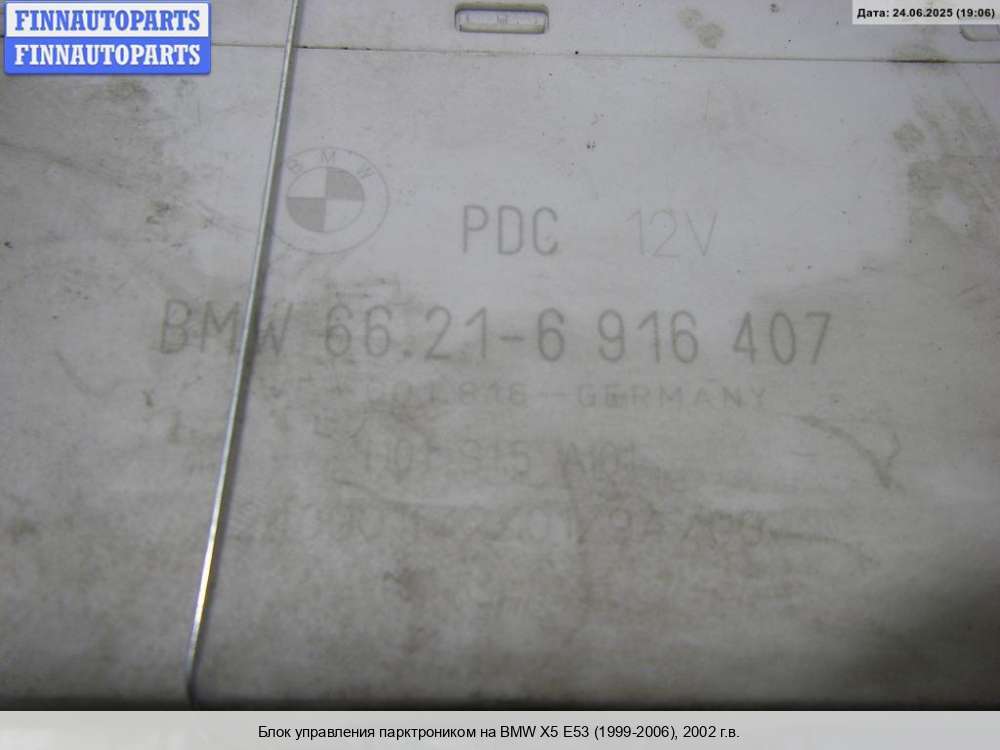 FINNAUTOPARTS
FINNAUTOPARTS
Дата: 24.06.2025 (19:06)
BMW
PDC 12V
BMW 66.21-6 916 407
GERMANY
Блок управления парктроником на BMW X5 E53 (1999-2006), 2002 г.в.